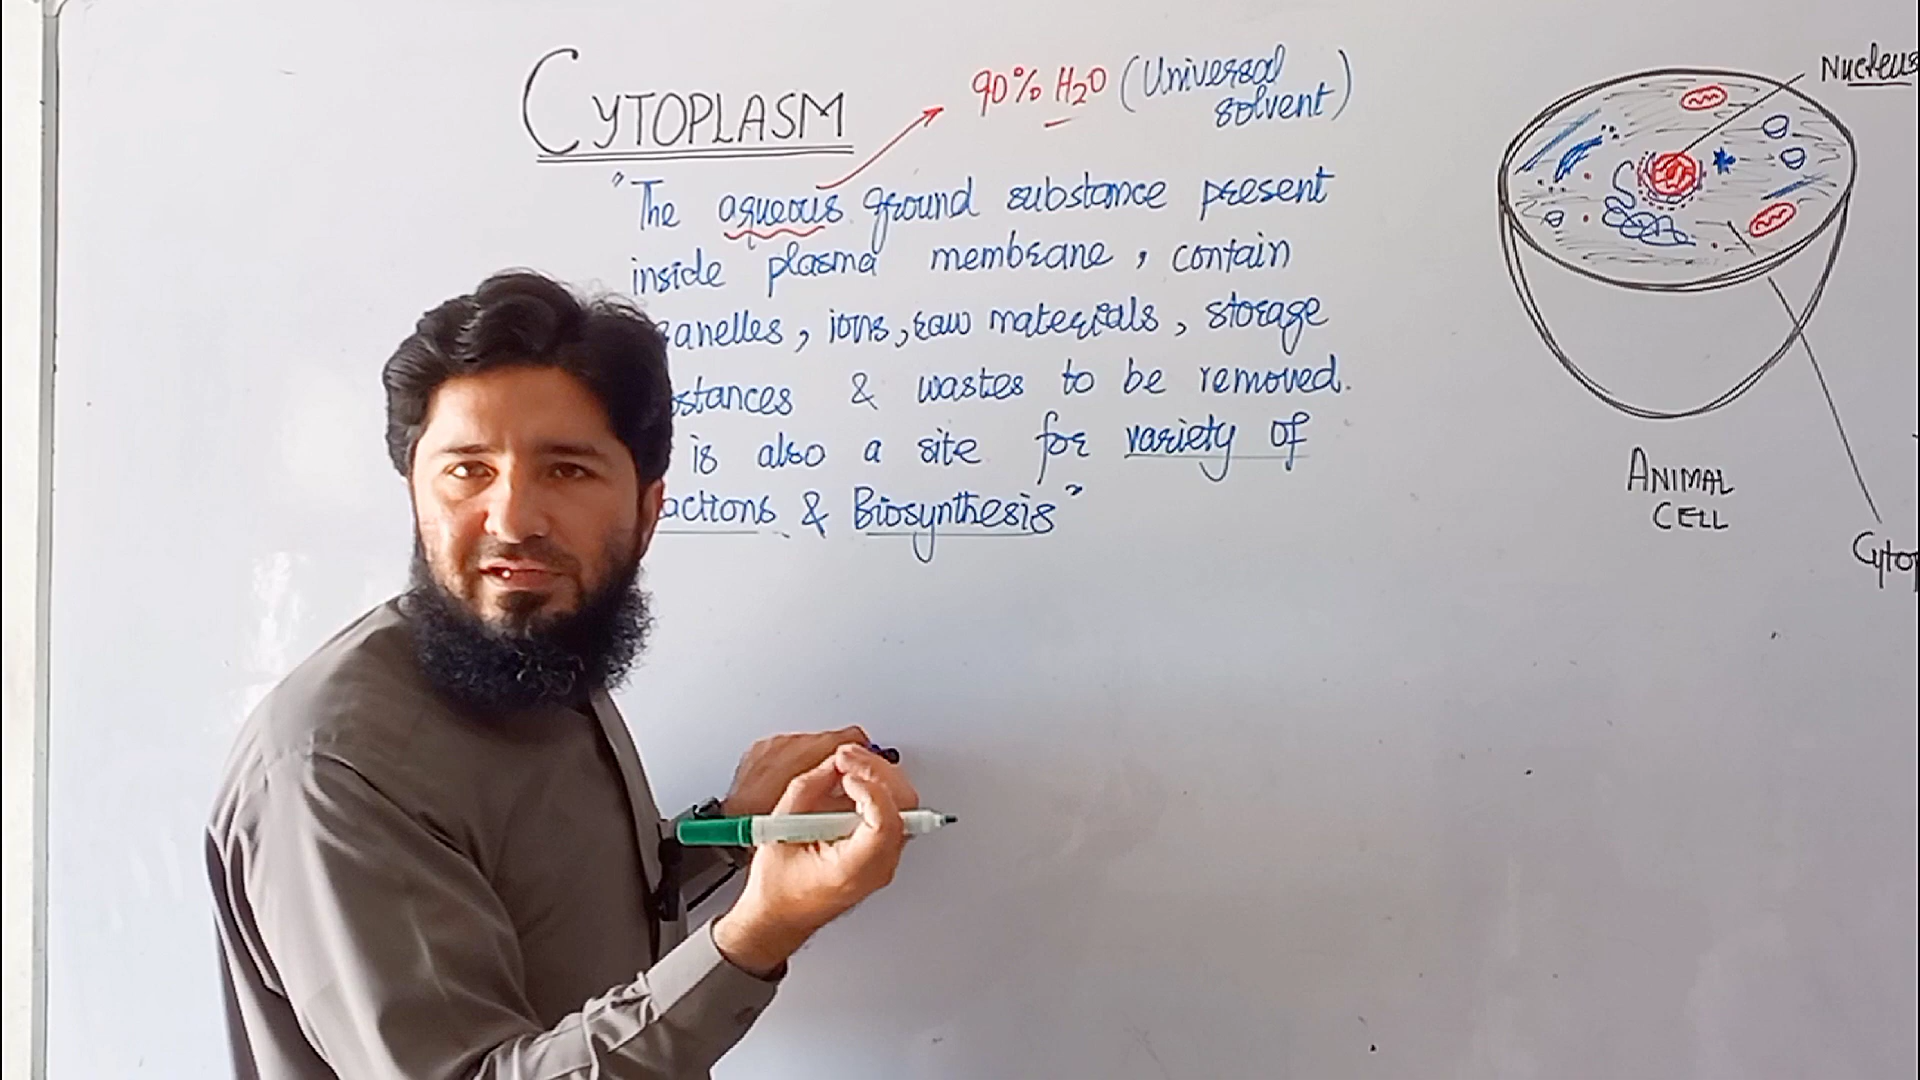 CYTOPLASM
90% H2O (Universal
solvent)
"The aqueous ground substance present
inside plasma membrane, contain
anelles, ions, raw materials, storage
stances & wastes to be removed.
is also a site for variety of
actions & Biosynthesis"
Nucleus
ANIMAL
CELL
Cytop